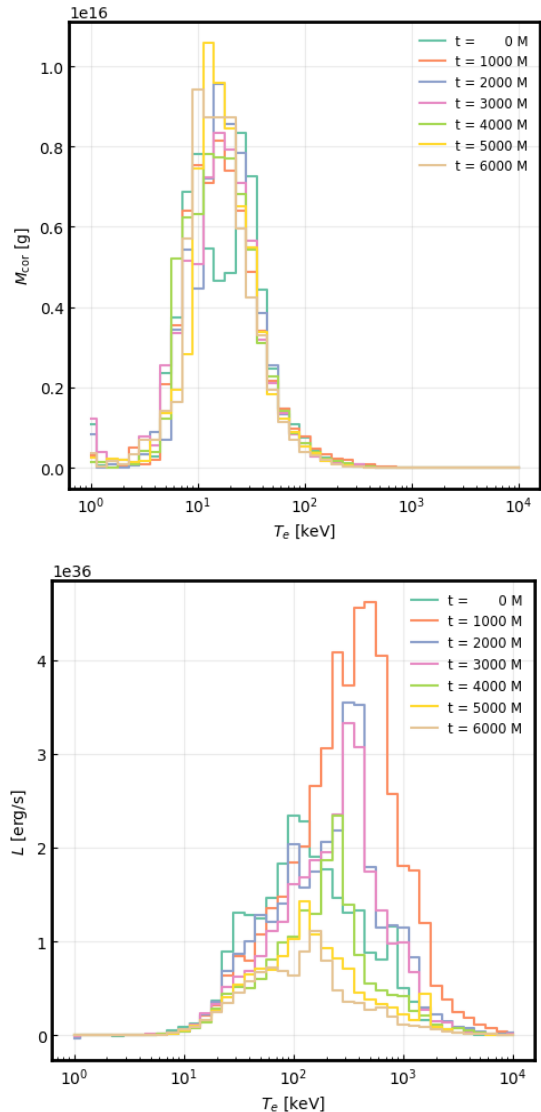 1e16
t = 0 M
t = 1000 M
t = 2000 M
t = 3000 M
t = 4000 M
t = 5000 M
t = 6000 M
1.0
0.8
0.6
0.4
0.2
0.0
M_cor [g]
10^0
10^1
10^2
10^3
10^4
T_e [keV]
1e36
t = 0 M
t = 1000 M
t = 2000 M
t = 3000 M
t = 4000 M
t = 5000 M
t = 6000 M
4
3
2
1
0
L [erg/s]
10^0
10^1
10^2
10^3
10^4
T_e [keV]